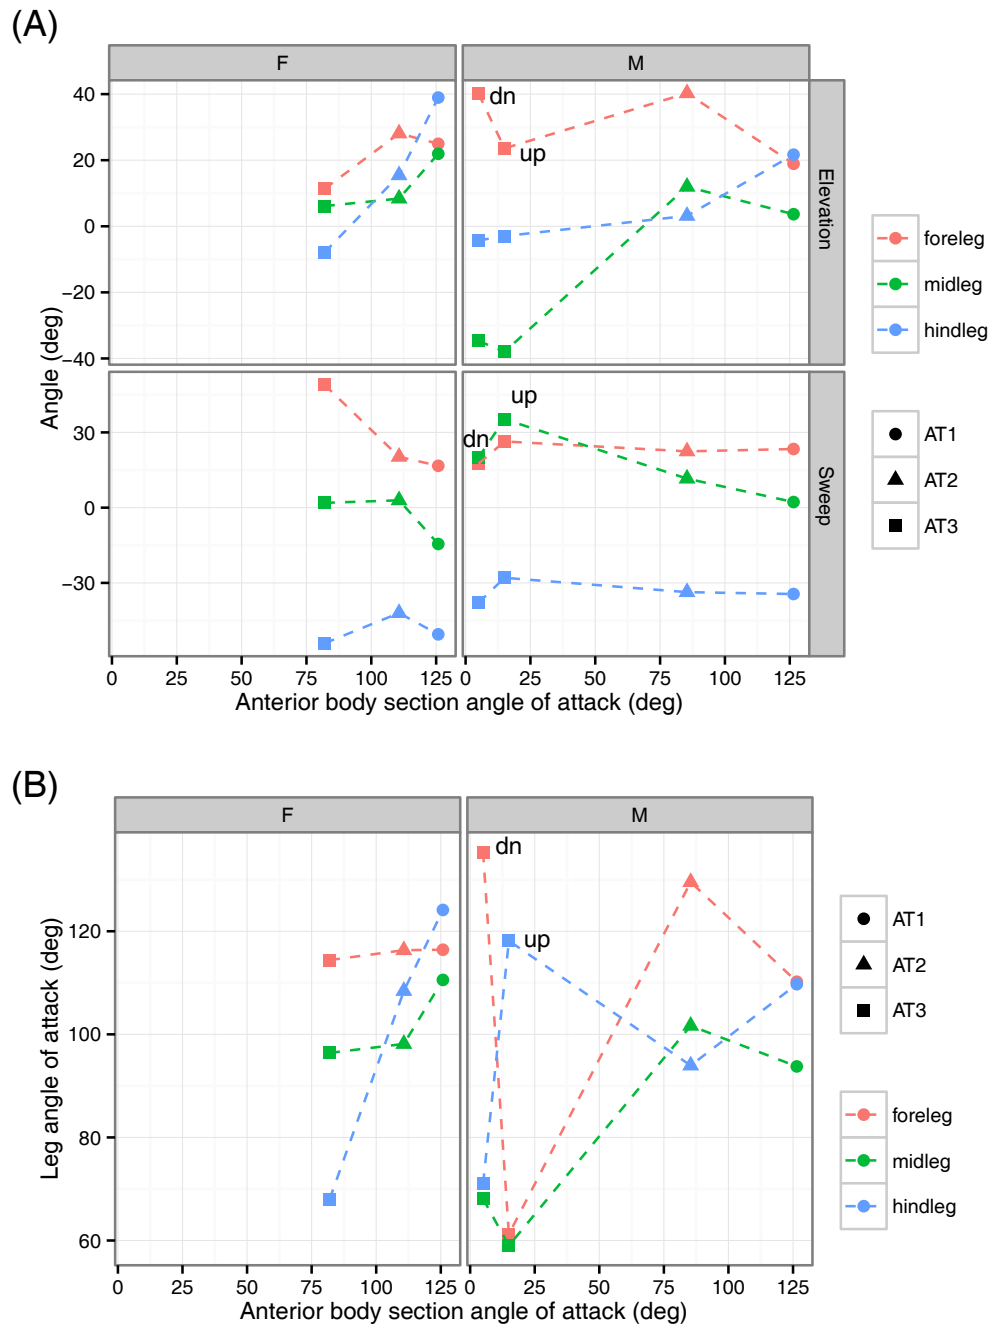 (A)
F
M
40
20
0
−20
−40
dn
up
Elevation
Angle (deg)
30
0
−30
dn
up
Sweep
0 25 50 75 100 125
0 25 50 75 100 125
Anterior body section angle of attack (deg)
foreleg
midleg
hindleg
AT1
AT2
AT3
(B)
F
M
120
100
80
60
dn
up
Leg angle of attack (deg)
0 25 50 75 100 125
0 25 50 75 100 125
Anterior body section angle of attack (deg)
AT1
AT2
AT3
foreleg
midleg
hindleg